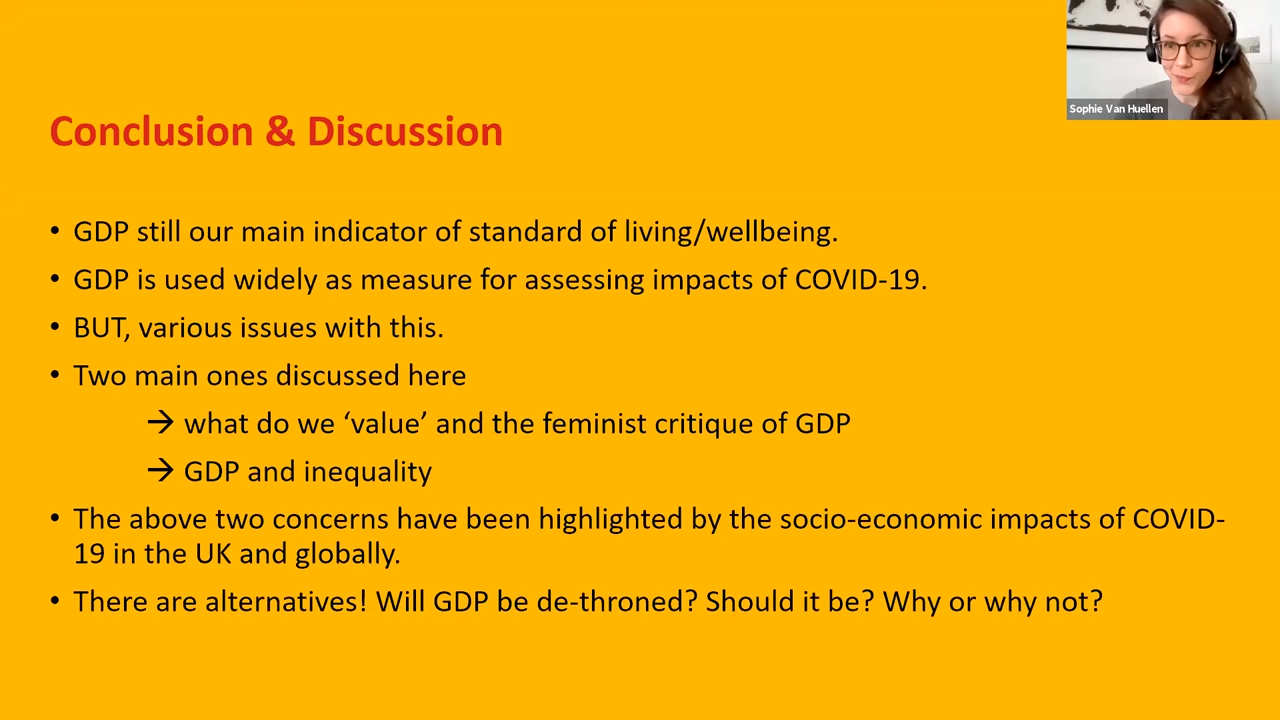 Sophie Van Huellen
Conclusion & Discussion
• GDP still our main indicator of standard of living/wellbeing.
• GDP is used widely as measure for assessing impacts of COVID-19.
• BUT, various issues with this.
• Two main ones discussed here
→ what do we ‘value’ and the feminist critique of GDP
→ GDP and inequality
• The above two concerns have been highlighted by the socio-economic impacts of COVID-
19 in the UK and globally.
• There are alternatives! Will GDP be de-throned? Should it be? Why or why not?